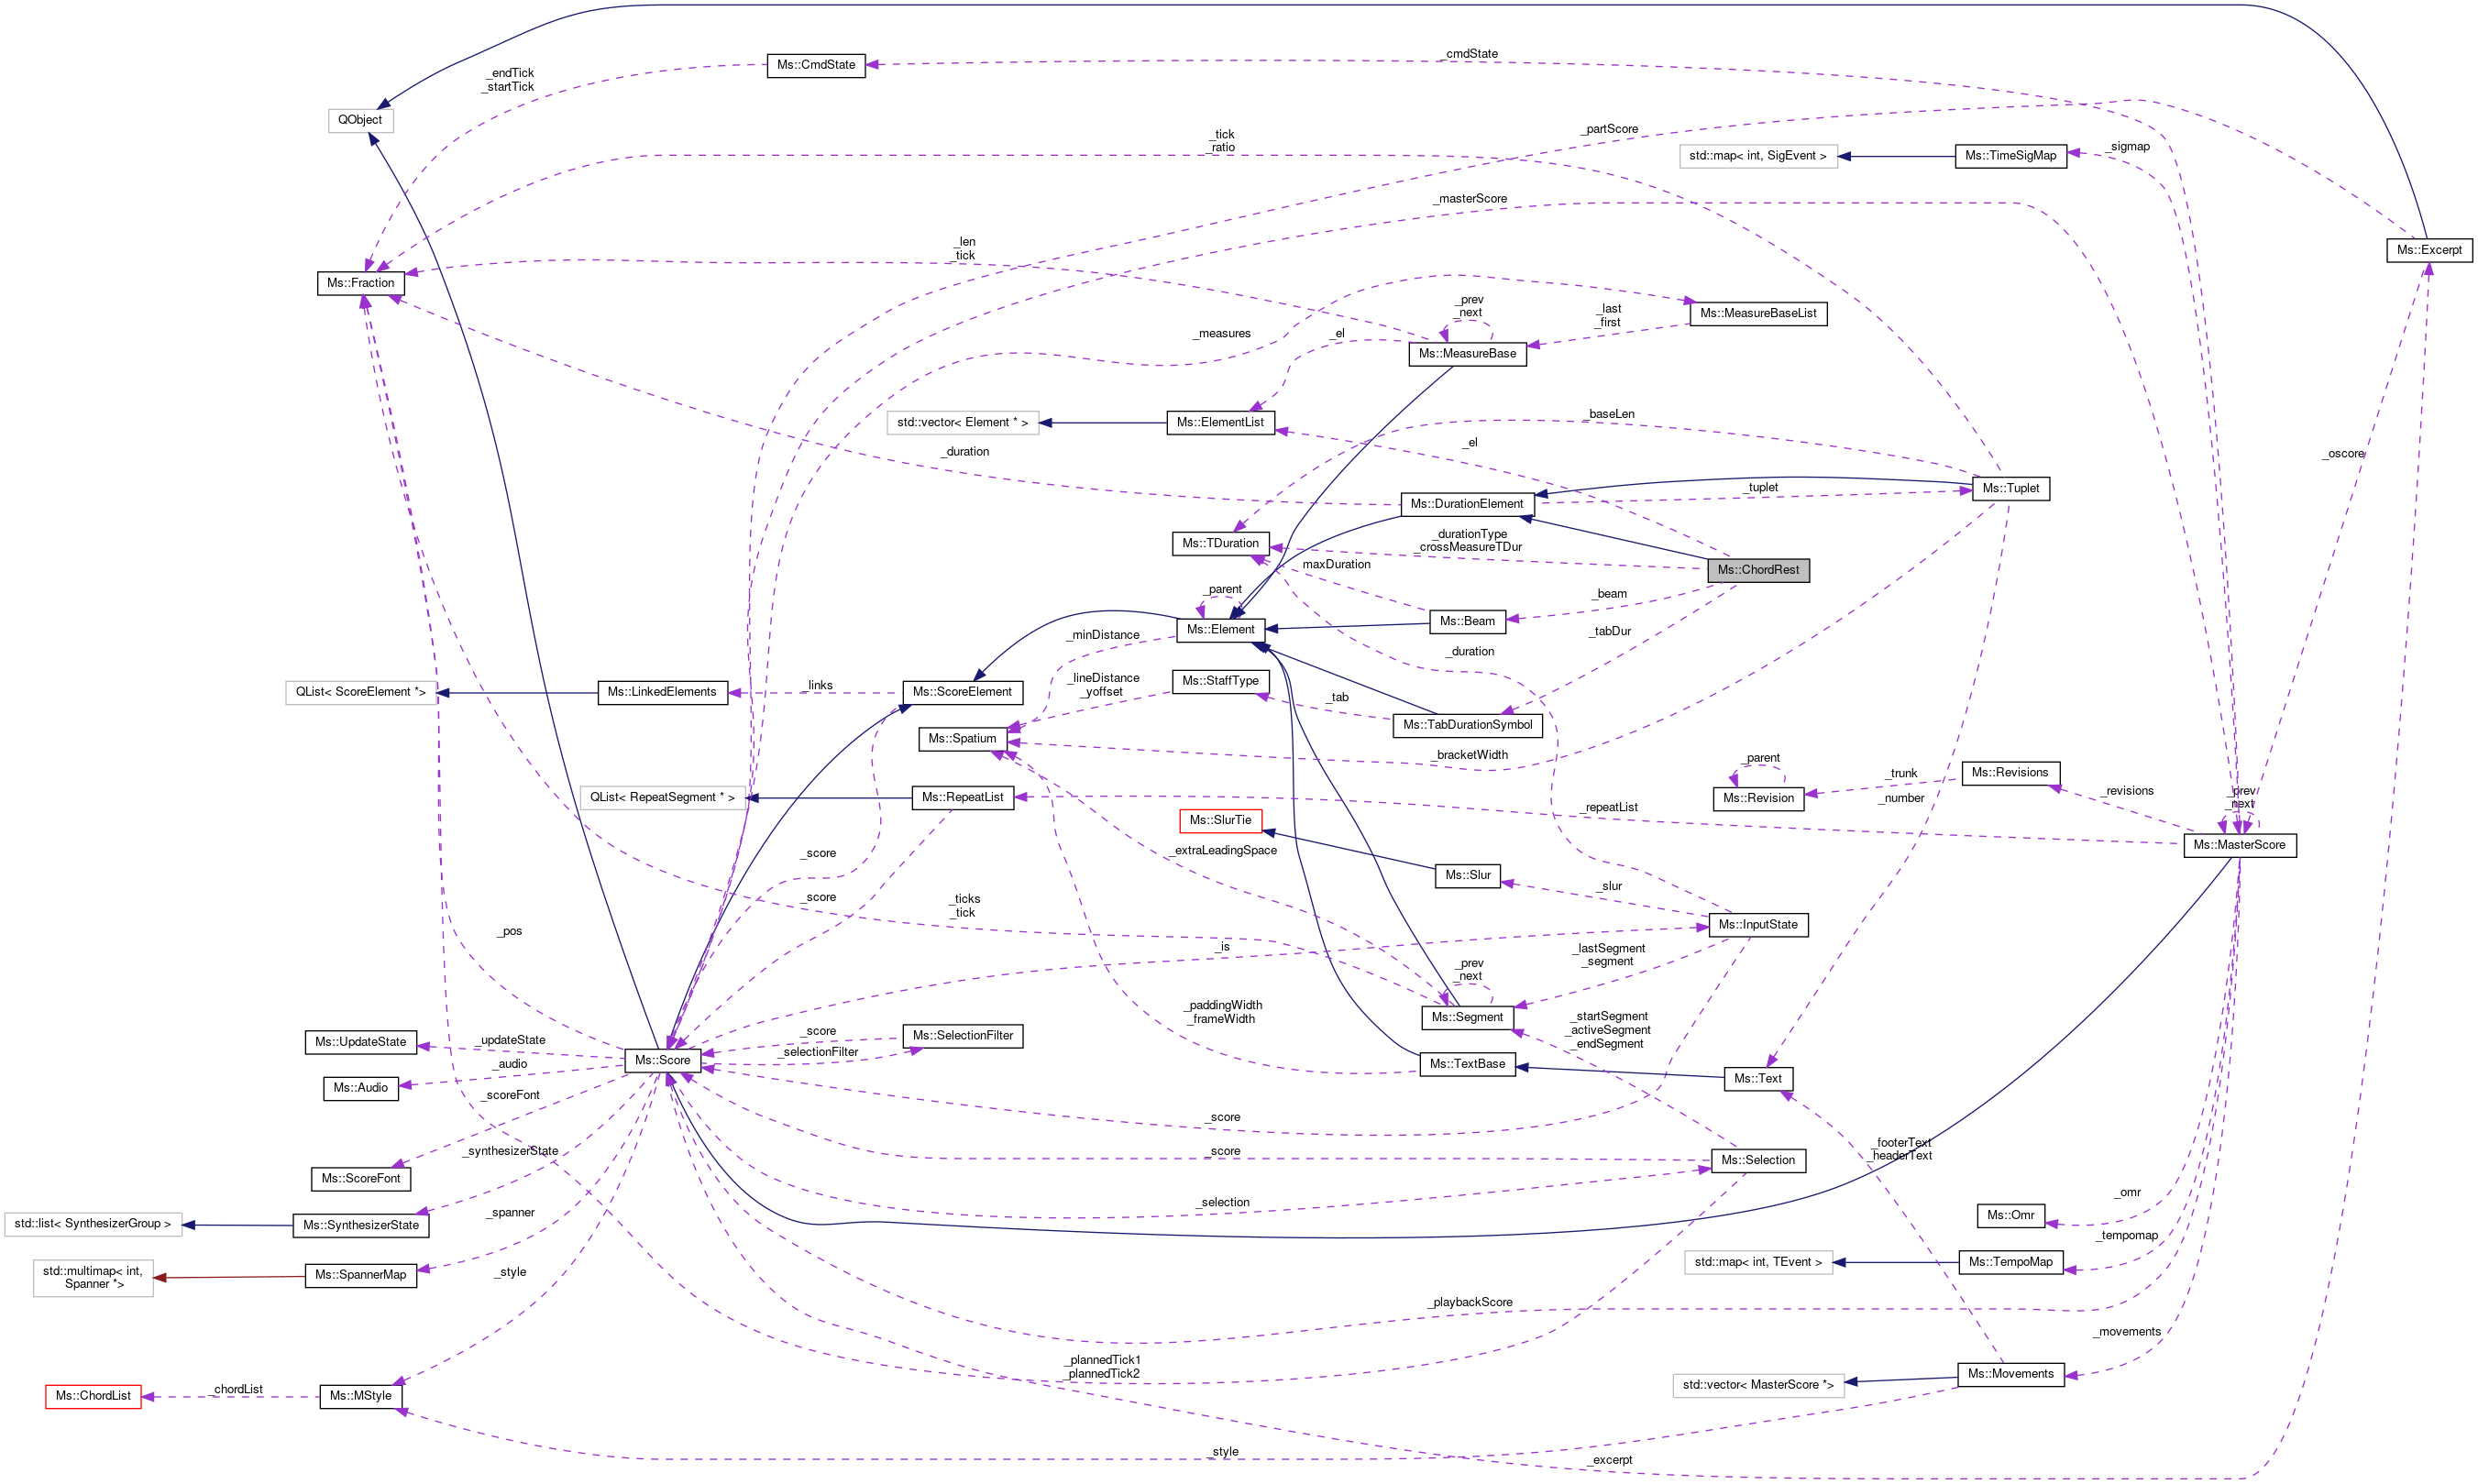 _cmdState
Ms::CmdState
_endTick
_startTick
QObject
_partScore
_tick
_ratio
std::map< int, SigEvent >
Ms::TimeSigMap
_sigmap
_masterScore
_len
_tick
Ms::Excerpt
Ms::Fraction
_measures
_prev
_next
_last
_first
Ms::MeasureBaseList
_el
Ms::MeasureBase
std::vector< Element * >
Ms::ElementList
_baseLen
_el
_duration
_oscore
Ms::DurationElement
_tuplet
Ms::Tuplet
Ms::TDuration
_durationType
_crossMeasureTDur
maxDuration
Ms::ChordRest
_parent
_beam
Ms::Element
Ms::Beam
_minDistance
_tabDur
_duration
_lineDistance
_yoffset
Ms::StaffType
QList< ScoreElement *>
Ms::LinkedElements
_links
Ms::ScoreElement
_tab
Ms::TabDurationSymbol
Ms::Spatium
_bracketWidth
_parent
_trunk
Ms::Revisions
QList< RepeatSegment * >
Ms::RepeatList
Ms::Revision
_number
_revisions
_prev
_next
_repeatList
Ms::SlurTie
Ms::MasterScore
_score
_extraLeadingSpace
Ms::Slur
_slur
_score
_ticks
_tick
Ms::InputState
_pos
_is
_lastSegment
_segment
_prev
_next
_paddingWidth
_frameWidth
Ms::Segment
_startSegment
_activeSegment
_endSegment
Ms::UpdateState
_updateState
Ms::Score
_score
_selectionFilter
Ms::SelectionFilter
_audio
Ms::TextBase
Ms::Text
Ms::Audio
_scoreFont
_score
_synthesizerState
_score
Ms::Selection
_footerText
_headerText
Ms::ScoreFont
_selection
_omr
std::list< SynthesizerGroup >
Ms::SynthesizerState
_spanner
Ms::Omr
_tempomap
std::multimap< int,
Spanner *>
Ms::SpannerMap
_style
std::map< int, TEvent >
Ms::TempoMap
_playbackScore
_movements
_plannedTick1
_plannedTick2
Ms::ChordList
_chordList
Ms::MStyle
std::vector< MasterScore *>
Ms::Movements
_style
_excerpt